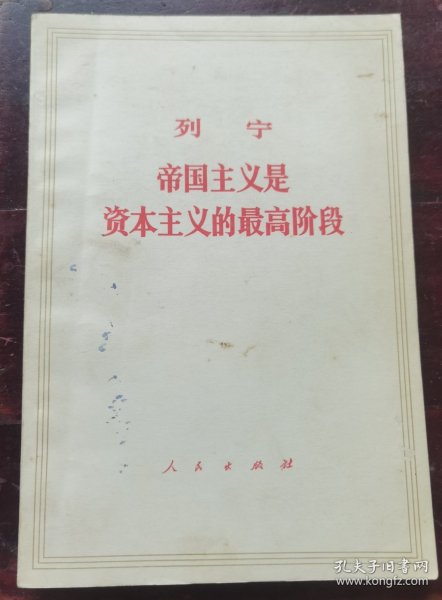 列 宁
帝国主义是
资本主义的最高阶段
人民出版社
孔夫子旧书网
www.kongfz.com